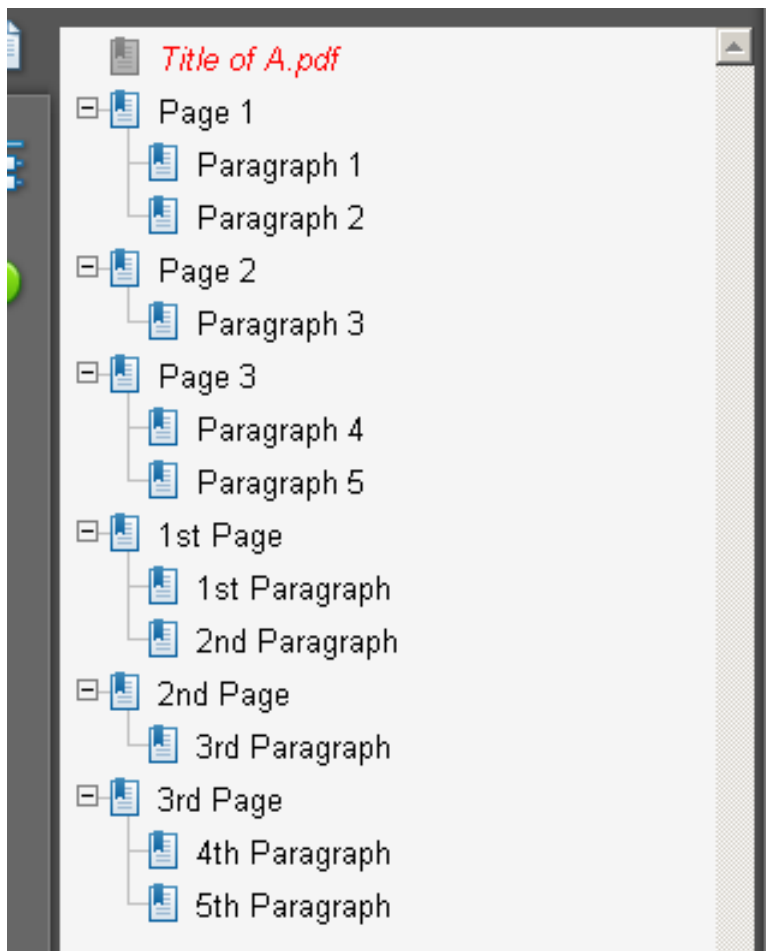 Title of A.pdf
Page 1
Paragraph 1
Paragraph 2
Page 2
Paragraph 3
Page 3
Paragraph 4
Paragraph 5
1st Page
1st Paragraph
2nd Paragraph
2nd Page
3rd Paragraph
3rd Page
4th Paragraph
5th Paragraph